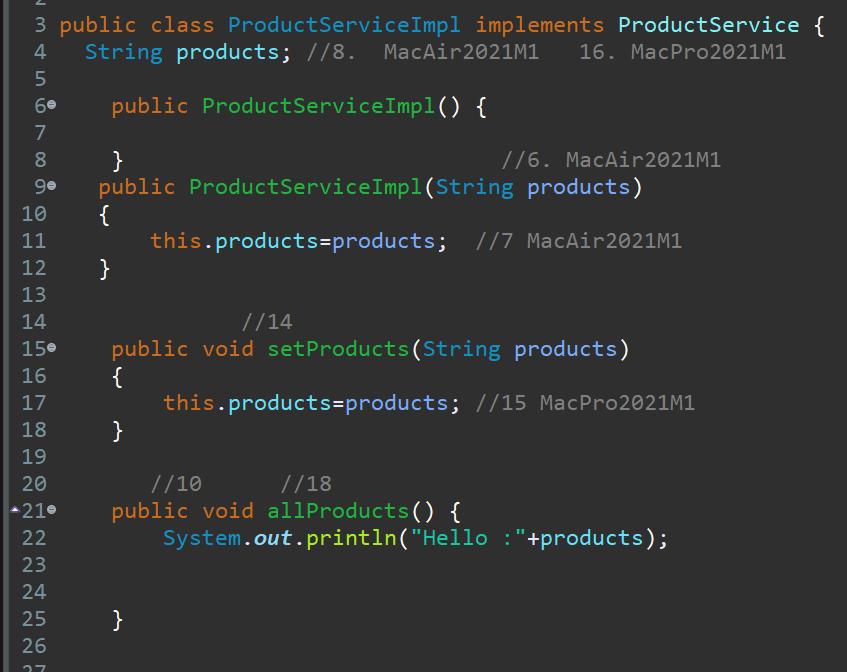 3 public class ProductServiceImpl implements ProductService {
4 String products; //8.  MacAir2021M1   16. MacPro2021M1
5
6 public ProductServiceImpl() {
7
8 }                             //6. MacAir2021M1
9 public ProductServiceImpl(String products)
10 {
11 this.products=products;  //7 MacAir2021M1
12 }
13
14 //14
15 public void setProducts(String products)
16 {
17 this.products=products; //15 MacPro2021M1
18 }
19
20 //10      //18
21 public void allProducts() {
22 System.out.println("Hello :"+products);
23
24
25 }
26
27